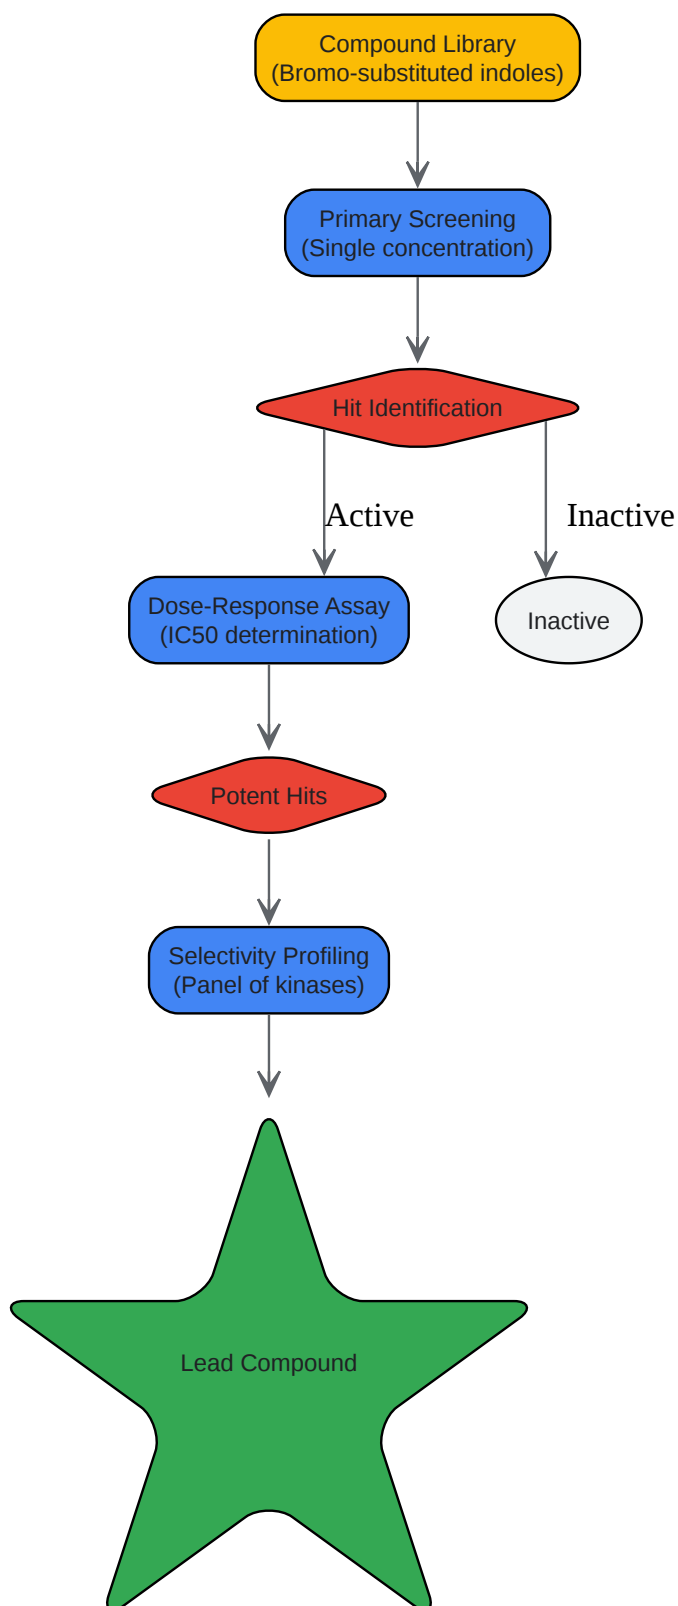 Compound Library
(Bromo-substituted indoles)
Primary Screening
(Single concentration)
Hit Identification
Active
Inactive
Dose-Response Assay
(IC50 determination)
Inactive
Potent Hits
Selectivity Profiling
(Panel of kinases)
Lead Compound